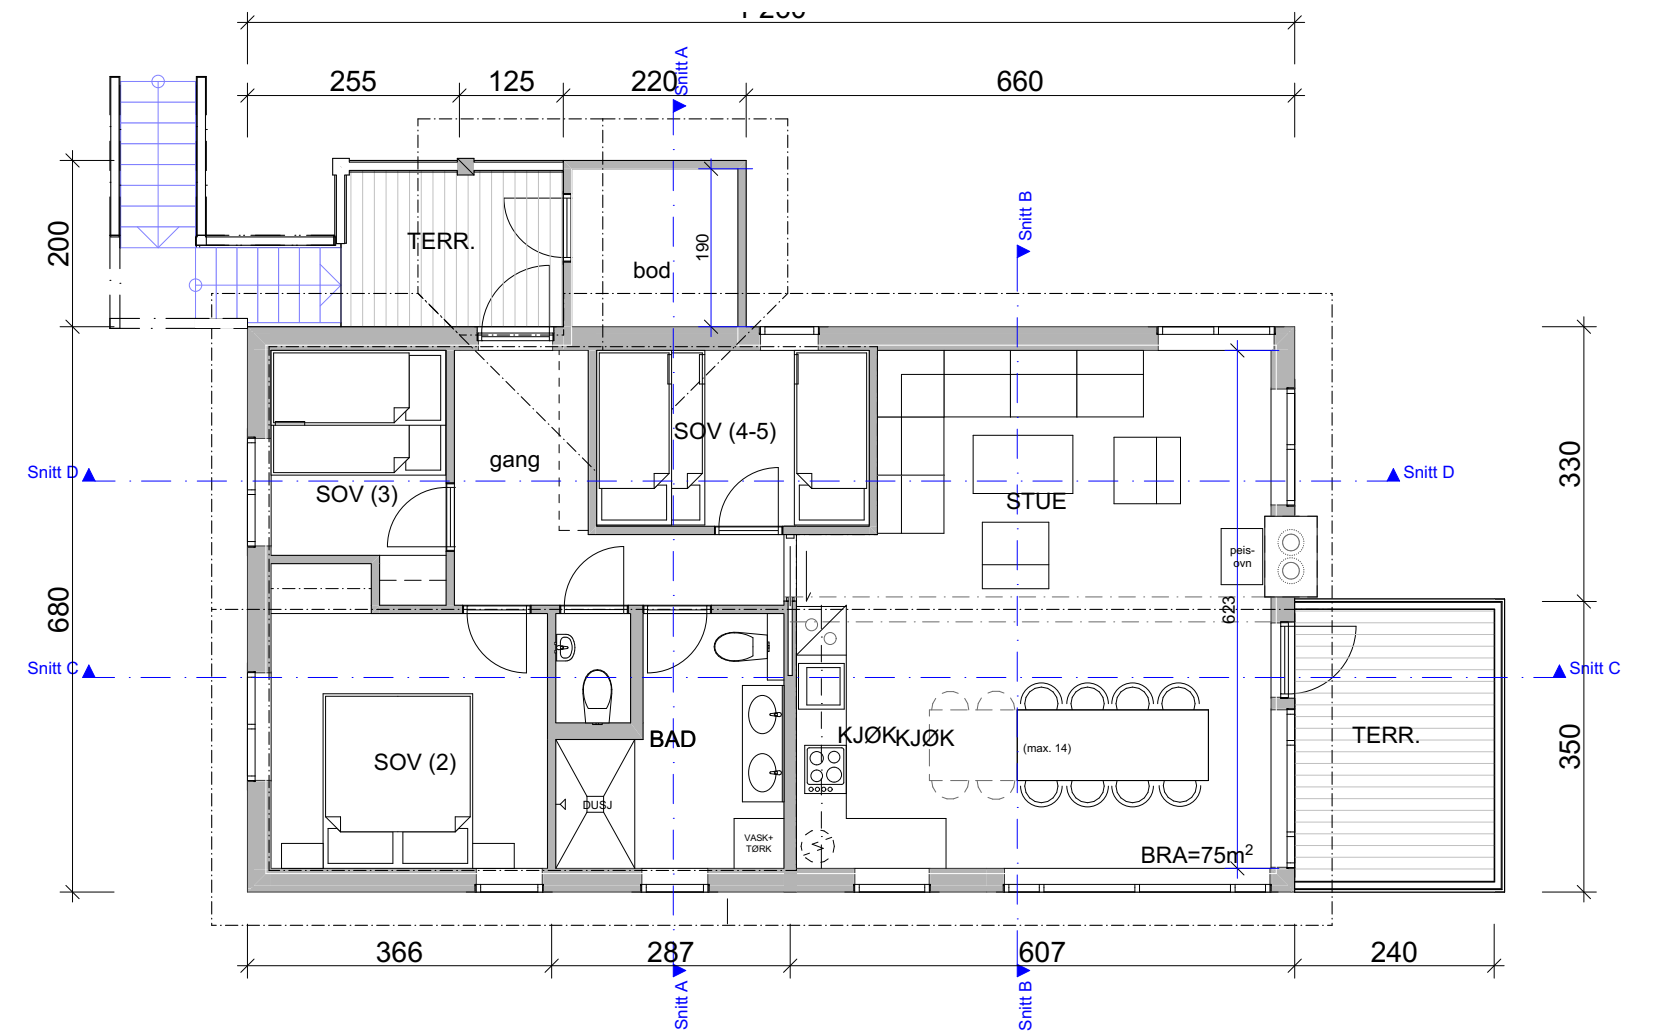 255
125
220
660
Snitt A
200
TERR.
bod
190
Snitt B
gang
SOV (4-5)
Snitt D
SOV (3)
STUE
Snitt D
330
peis-
ovn
680
623
Snitt C
Snitt C
SOV (2)
BAD
KJØK
KJØK
(max. 14)
TERR.
350
DUSJ
VASK+
TØRK
BRA=75m²
366
287
607
240
Snitt A
Snitt B